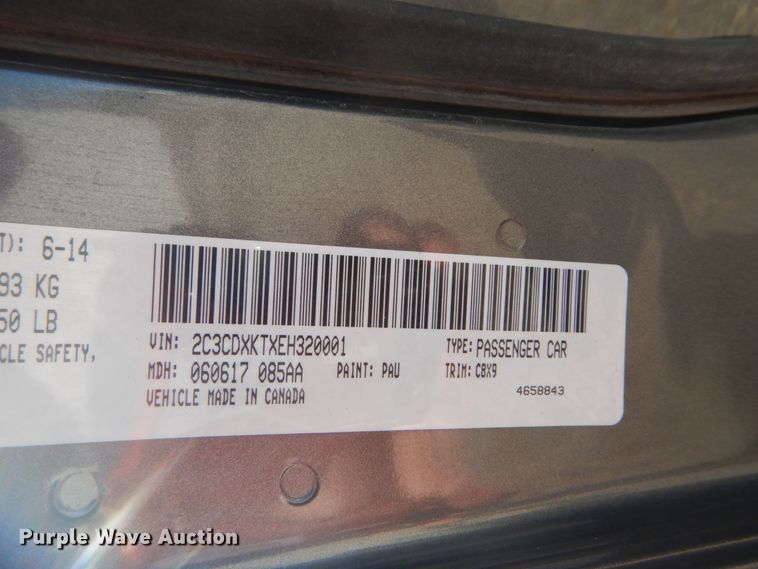 T): 6-14
93 KG
50 LB
CLE SAFETY,
VIN: 2C3CDXKTXEH320001
TYPE: PASSENGER CAR
MDH: 060617 085AA
PAINT: PAU
TRIM: C8X9
VEHICLE MADE IN CANADA
4658843
Purple Wave Auction